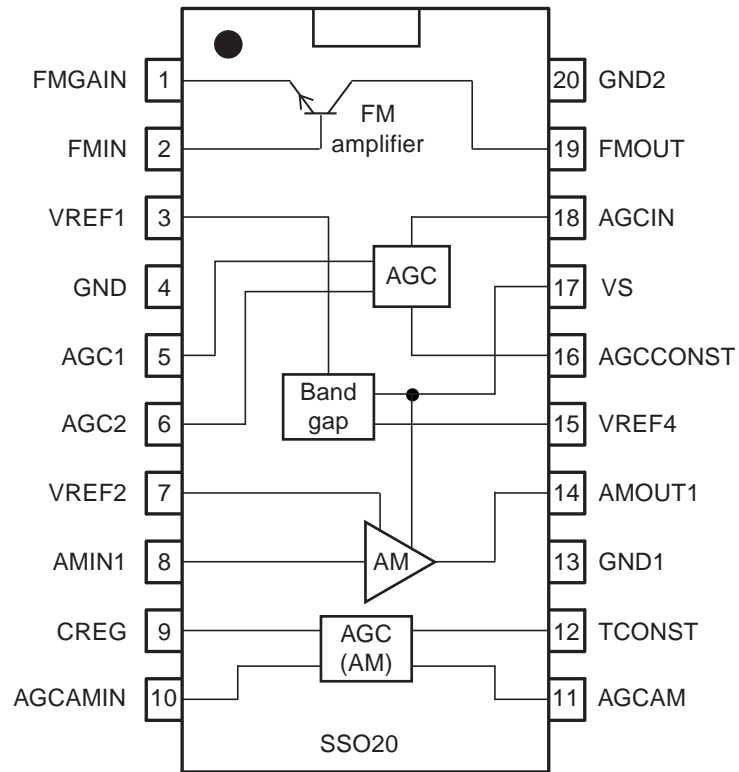 FMGAIN 1
20 GND2
FM
amplifier
FMIN 2
19 FMOUT
VREF1 3
18 AGCIN
GND 4
AGC
17 VS
AGC1 5
16 AGCCONST
Band
gap
AGC2 6
15 VREF4
VREF2 7
14 AMOUT1
AMIN1 8
AM
13 GND1
CREG 9
AGC
(AM)
12 TCONST
AGCAMIN 10
11 AGCAM
SSO20